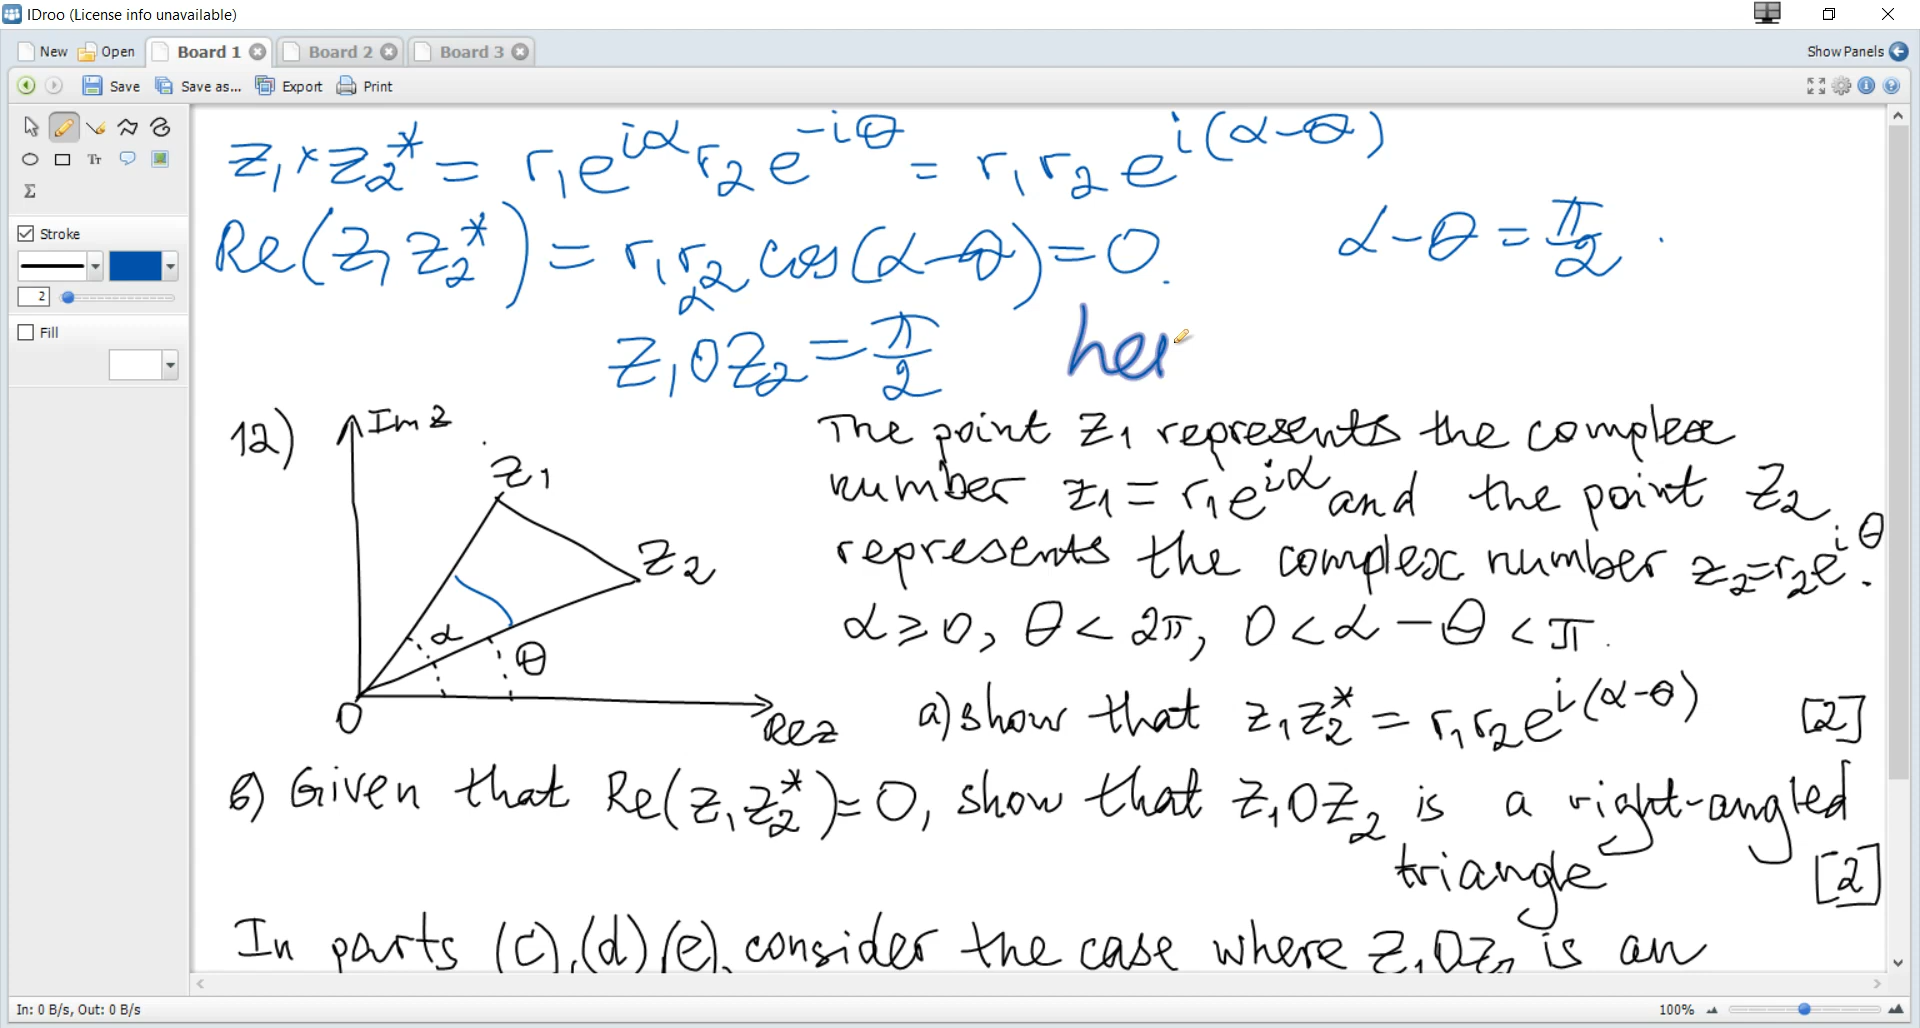 IDroo (License info unavailable)
New Open Board 1 Board 2 Board 3 Show Panels
Save Save as... Export Print
Tт
Σ
Stroke
2
Fill
z₁×z₂* = r₁e^{iα} r₂e^{-iθ} = r₁r₂e^{i(α-θ)}
Re(z₁z₂*) = r₁r₂ cos(α-θ)=0. α-θ = π/2
2
Z₁OZ₂ = π/2 her
12) Im z
Z₁
Z₂
α
θ
O
Re z
The point Z₁ represents the complex
number z₁ = r₁e^{iα} and the point Z₂
represents the complex number z₂=r₂e^{iθ}.
α ≥ 0, θ < 2π, 0 < α - θ < π.
a) show that z₁z₂* = r₁r₂e^{i(α-θ)} [2]
b) Given that Re(z₁z₂*)=0, show that Z₁OZ₂ is a right-angled
triangle [2]
In parts (c),(d),(e), consider the case where Z₁OZ₂ is an
In: 0 B/s, Out: 0 B/s 100%